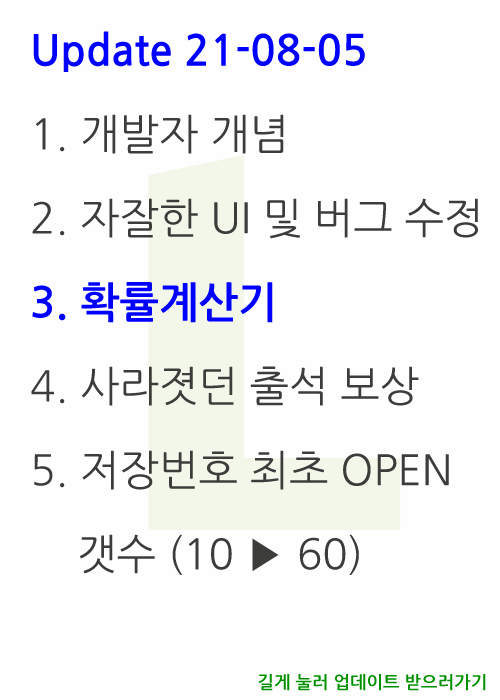 Update 21-08-05
1. 개발자 개념
2. 자잘한 UI 및 버그 수정
3. 확률계산기
4. 사라졋던 출석 보상
5. 저장번호 최초 OPEN
갯수 (10 ▶ 60)
길게 눌러 업데이트 받으러가기